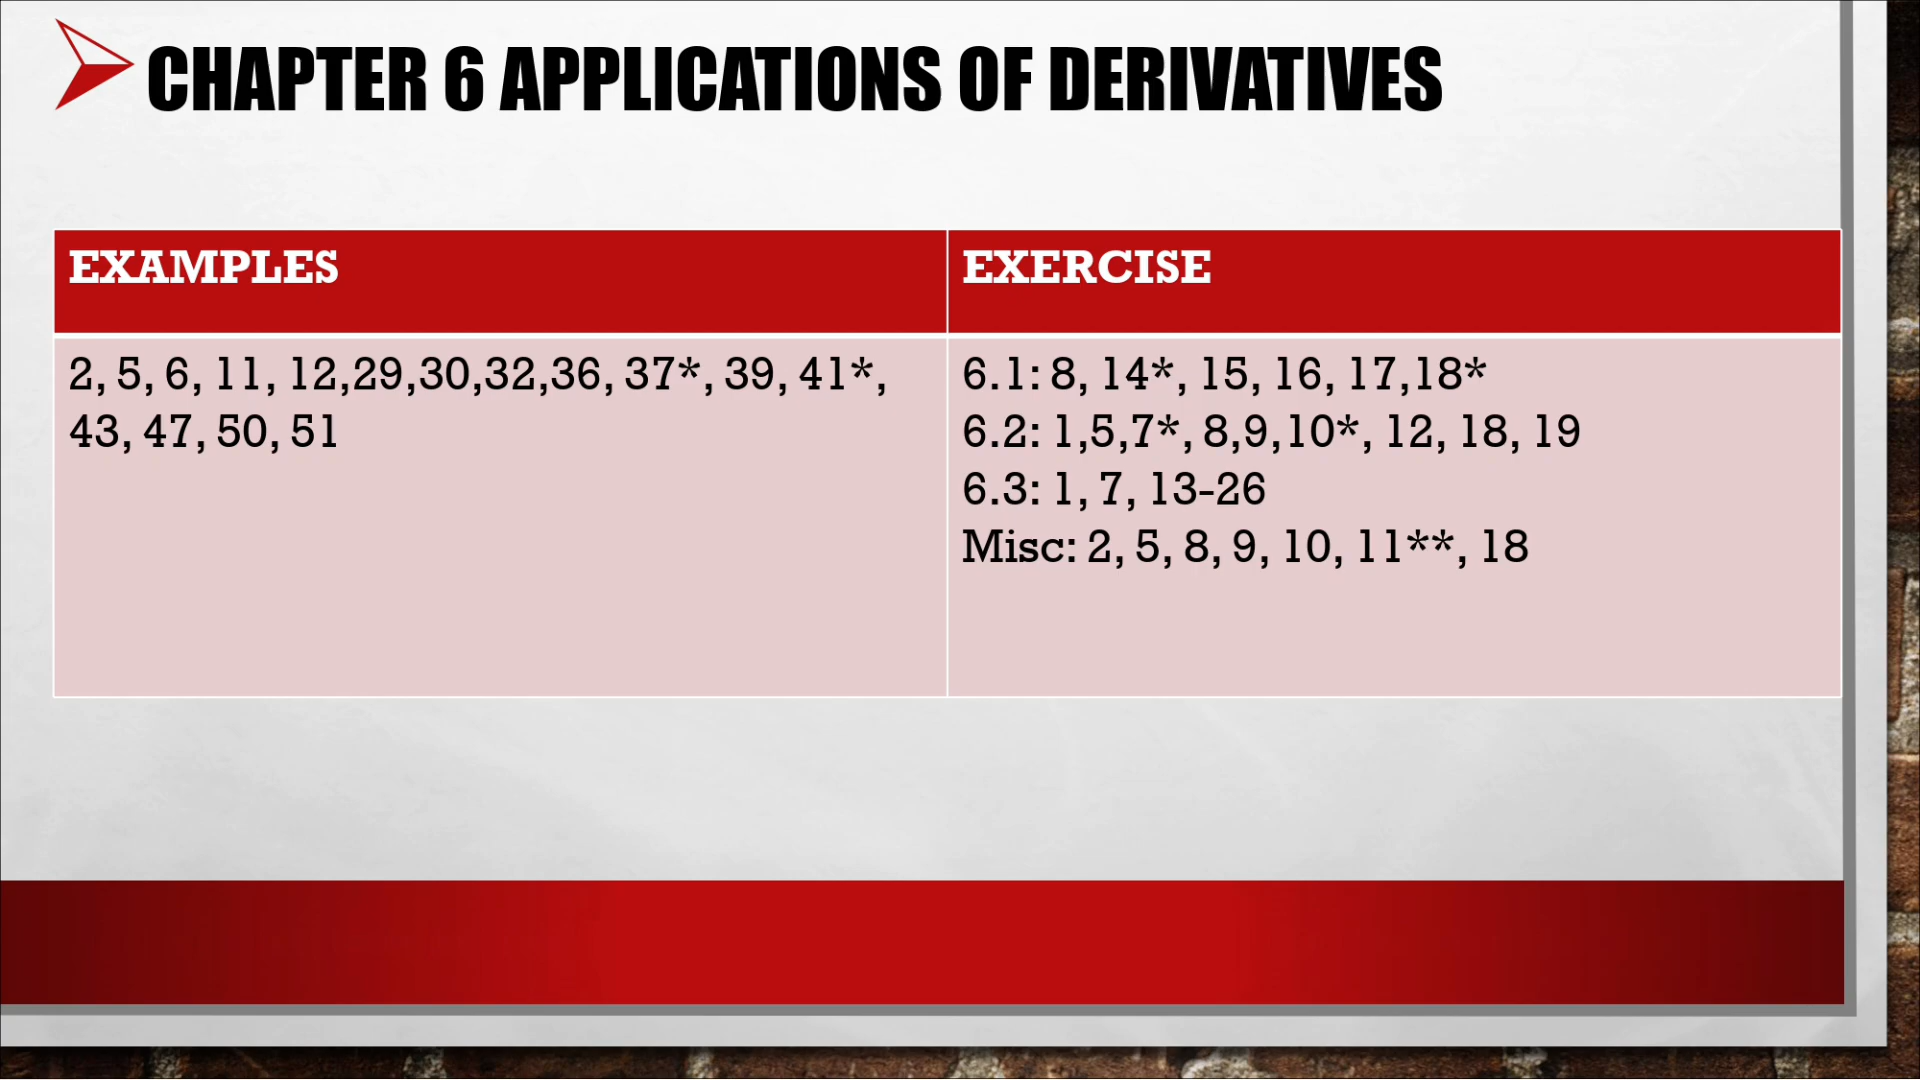 CHAPTER 6 APPLICATIONS OF DERIVATIVES
EXAMPLES
2, 5, 6, 11, 12,29,30,32,36, 37*, 39, 41*,
43, 47, 50, 51
EXERCISE
6.1: 8, 14*, 15, 16, 17,18*
6.2: 1,5,7*, 8,9,10*, 12, 18, 19
6.3: 1, 7, 13-26
Misc: 2, 5, 8, 9, 10, 11**, 18